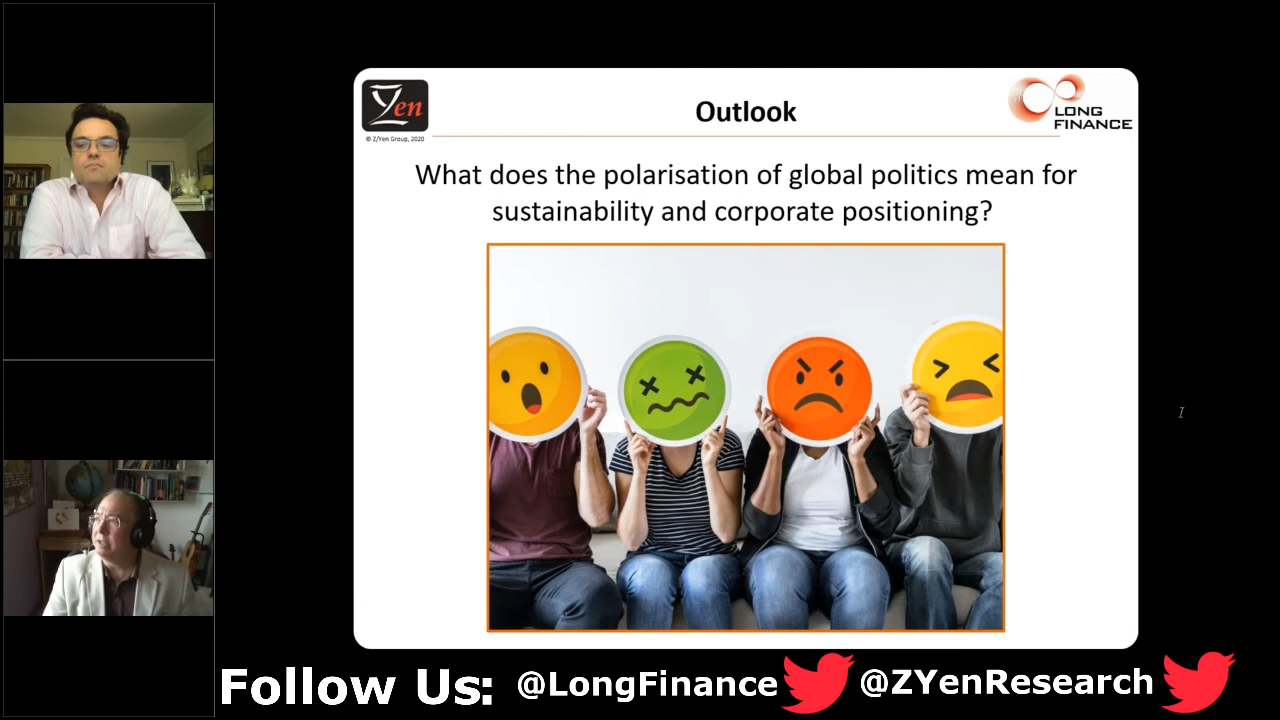 Yen
© Z/Yen Group, 2020
Outlook
LONG
FINANCE
What does the polarisation of global politics mean for
sustainability and corporate positioning?
Follow Us: @LongFinance @ZYenResearch